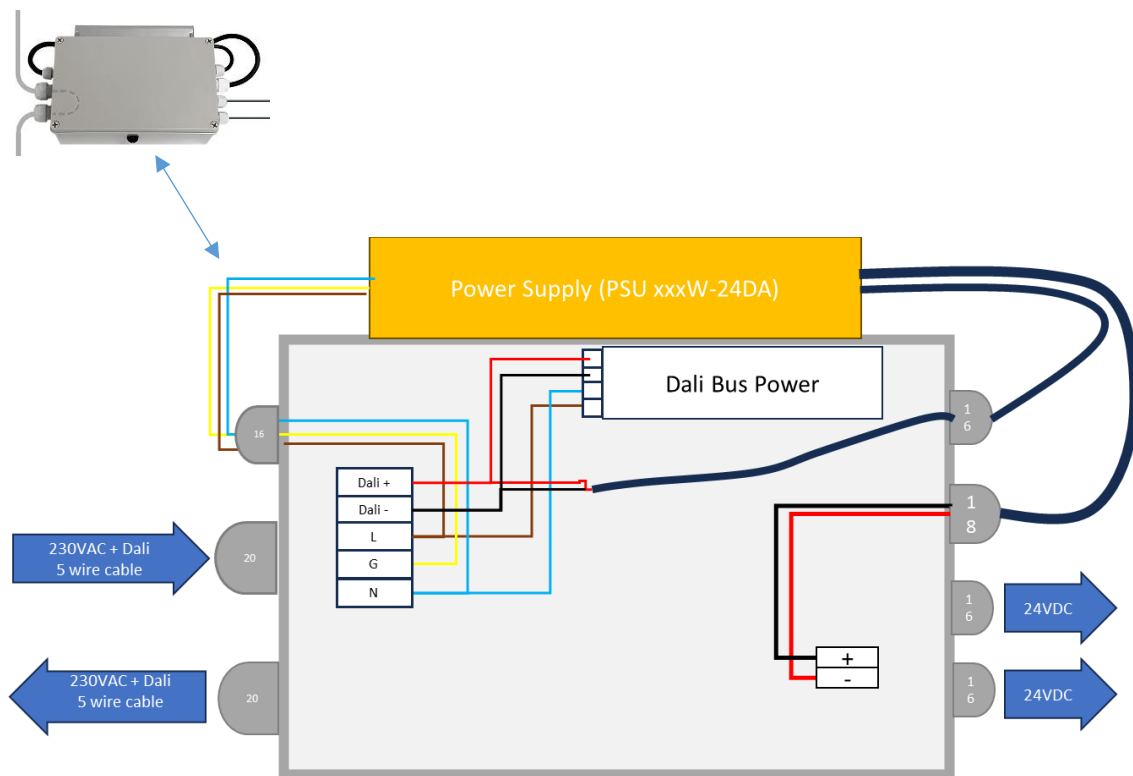 Power Supply (PSU xxxW-24DA)
Dali Bus Power
16
1
6
Dali +
Dali -
L
G
N
1
8
20
230VAC + Dali
5 wire cable
1
6
24VDC
+
-
20
230VAC + Dali
5 wire cable
1
6
24VDC